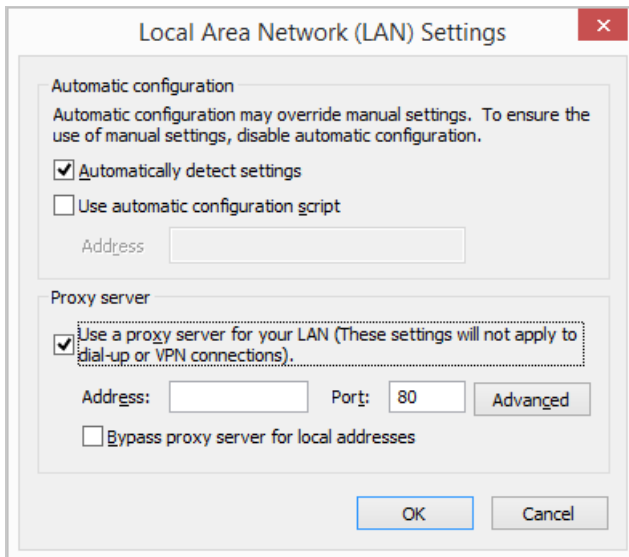 Local Area Network (LAN) Settings
Automatic configuration
Automatic configuration may override manual settings. To ensure the
use of manual settings, disable automatic configuration.
Automatically detect settings
Use automatic configuration script
Address
Proxy server
Use a proxy server for your LAN (These settings will not apply to
dial-up or VPN connections).
Address: Port: 80 Advanced
Bypass proxy server for local addresses
OK Cancel